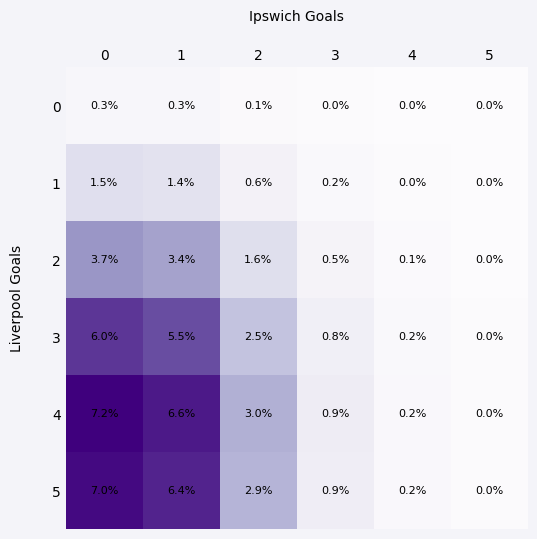 Ipswich Goals
0 1 2 3 4 5
0 0.3% 0.3% 0.1% 0.0% 0.0% 0.0%
1 1.5% 1.4% 0.6% 0.2% 0.0% 0.0%
2 3.7% 3.4% 1.6% 0.5% 0.1% 0.0%
Liverpool Goals
3 6.0% 5.5% 2.5% 0.8% 0.2% 0.0%
4 7.2% 6.6% 3.0% 0.9% 0.2% 0.0%
5 7.0% 6.4% 2.9% 0.9% 0.2% 0.0%